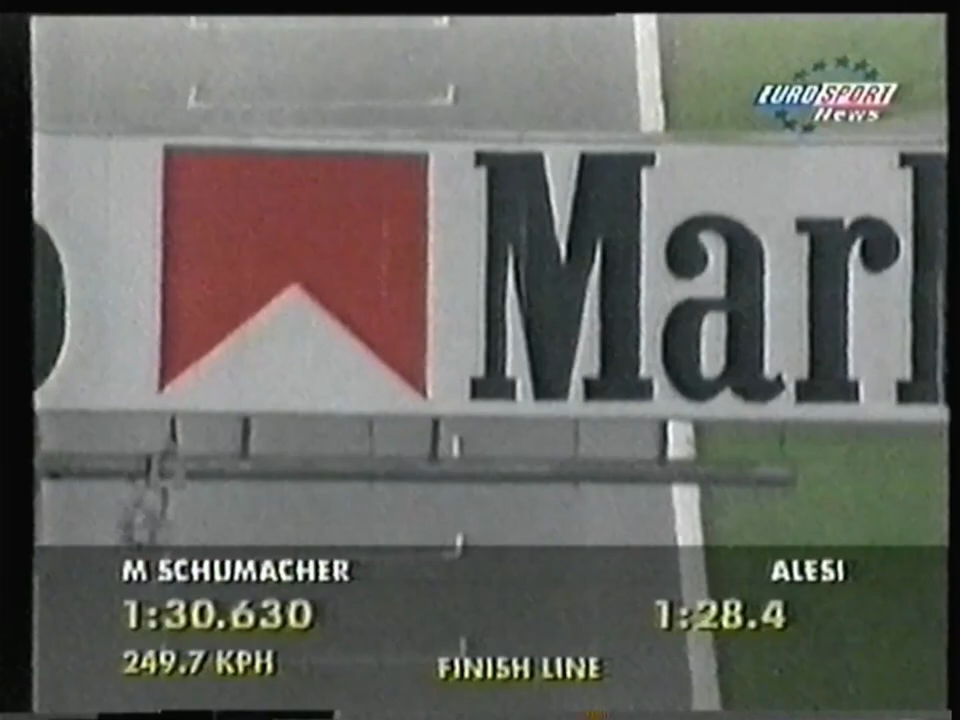 EUROSPORT
News
Marl
M SCHUMACHER
ALESI
1:30.630
1:28.4
249.7 KPH
FINISH LINE